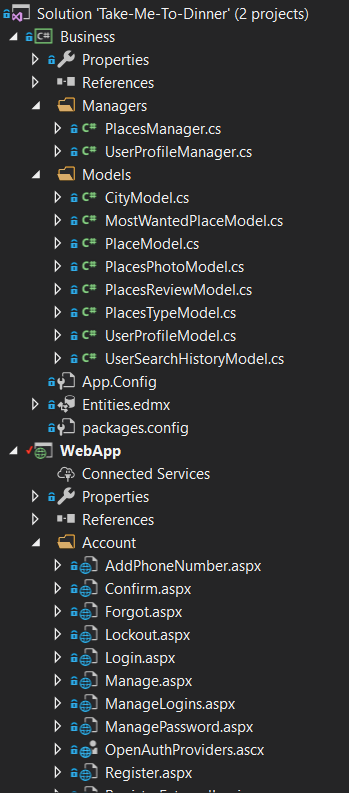 Solution 'Take-Me-To-Dinner' (2 projects)
C# Business
Properties
References
Managers
C# PlacesManager.cs
C# UserProfileManager.cs
Models
C# CityModel.cs
C# MostWantedPlaceModel.cs
C# PlaceModel.cs
C# PlacesPhotoModel.cs
C# PlacesReviewModel.cs
C# PlacesTypeModel.cs
C# UserProfileModel.cs
C# UserSearchHistoryModel.cs
App.Config
Entities.edmx
packages.config
WebApp
Connected Services
Properties
References
Account
AddPhoneNumber.aspx
Confirm.aspx
Forgot.aspx
Lockout.aspx
Login.aspx
Manage.aspx
ManageLogins.aspx
ManagePassword.aspx
OpenAuthProviders.ascx
Register.aspx